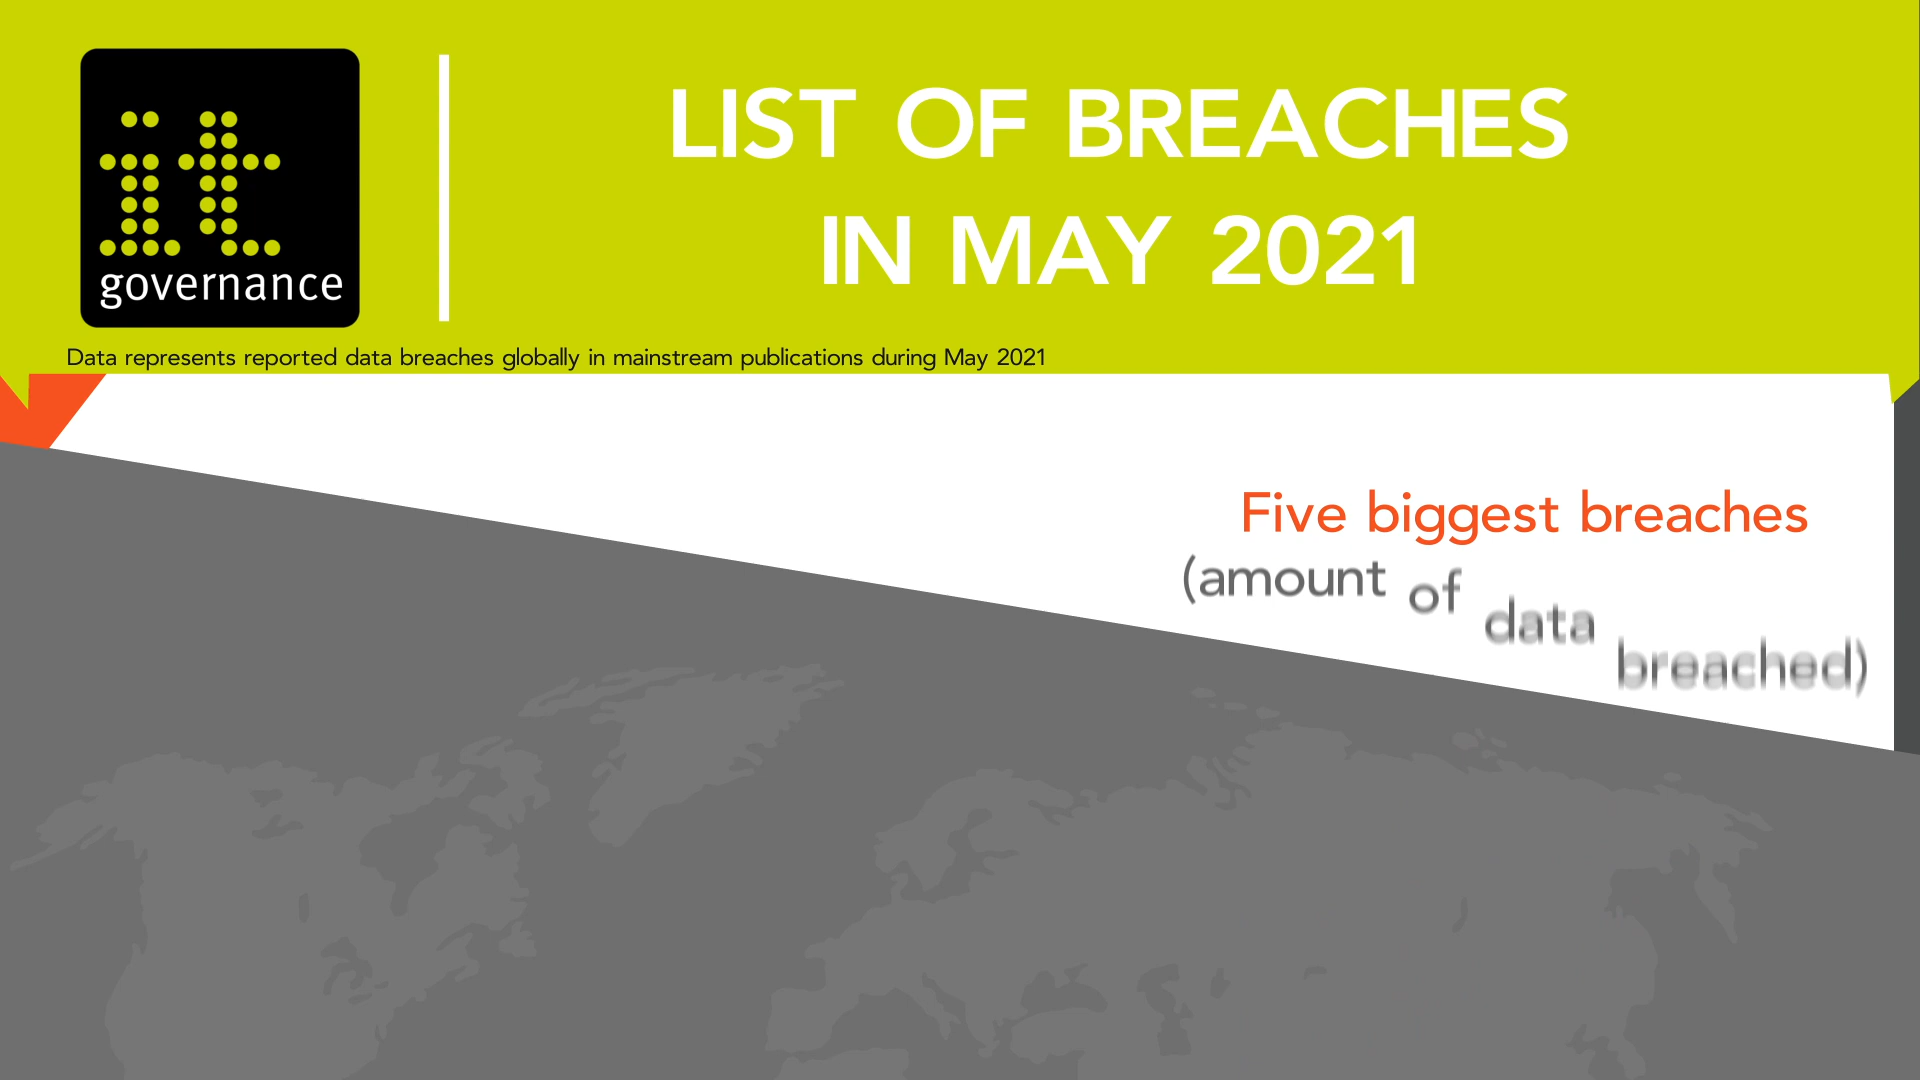 it
governance
LIST OF BREACHES
IN MAY 2021
Data represents reported data breaches globally in mainstream publications during May 2021
Five biggest breaches
(amount of data breached)